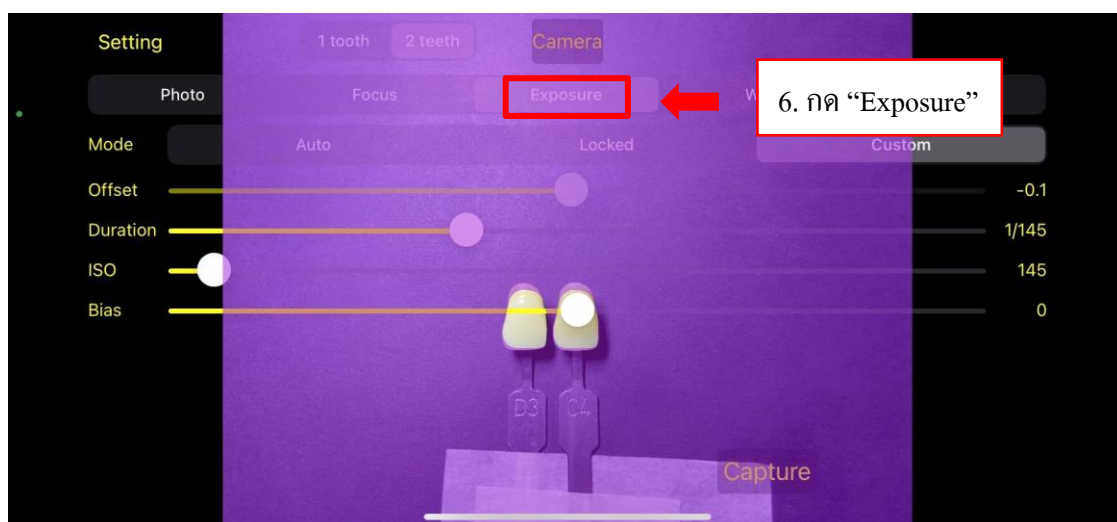 Setting
1 tooth 2 teeth
Camera
Photo Focus Exposure W
6. กด “Exposure”
Mode Auto Locked Custom
Offset -0.1
Duration 1/145
ISO 145
Bias 0
D3 C4
Capture